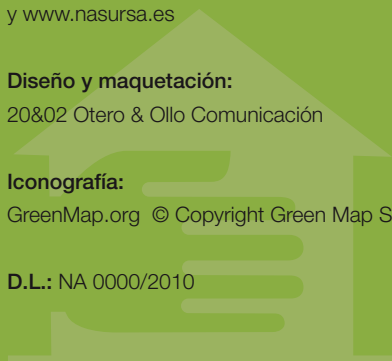 y www.nasursa.es
Diseño y maquetación:
20&02 Otero & Ollo Comunicación
Iconografía:
GreenMap.org © Copyright Green Map S
D.L.: NA 0000/2010